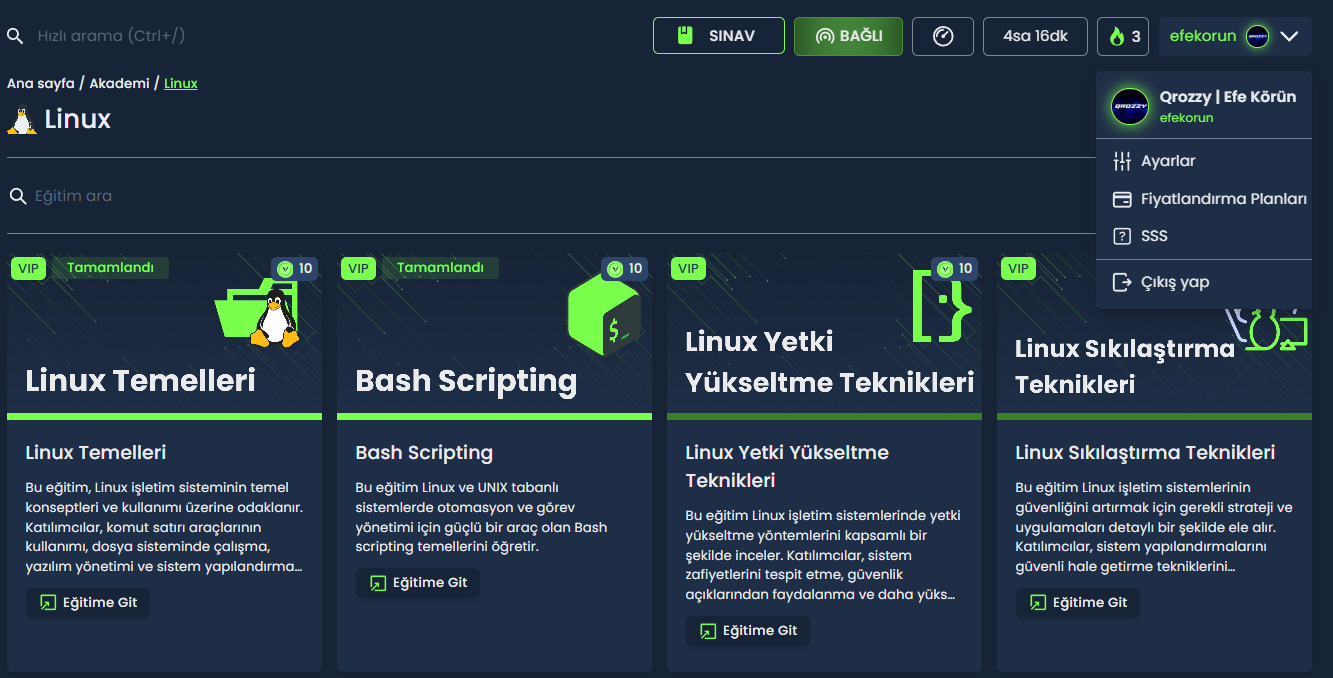 Hızlı arama (Ctrl+/)
SINAV
BAĞLI
4sa 16dk
3
efekorun
Ana sayfa / Akademi / Linux
Linux
QROZZY
Qrozzy | Efe Körün
efekorun
Ayarlar
Fiyatlandırma Planları
SSS
Çıkış yap
Eğitim ara
VIP
Tamamlandı
10
Linux Temelleri
Linux Temelleri
Bu eğitim, Linux işletim sisteminin temel
konseptleri ve kullanımı üzerine odaklanır.
Katılımcılar, komut satırı araçlarının
kullanımı, dosya sisteminde çalışma,
yazılım yönetimi ve sistem yapılandırma...
Eğitime Git
VIP
Tamamlandı
10
$_
Bash Scripting
Bash Scripting
Bu eğitim Linux ve UNIX tabanlı
sistemlerde otomasyon ve görev
yönetimi için güçlü bir araç olan Bash
scripting temellerini öğretir.
Eğitime Git
VIP
10
Linux Yetki
Yükseltme Teknikleri
Linux Yetki Yükseltme
Teknikleri
Bu eğitim Linux işletim sistemlerinde yetki
yükseltme yöntemlerini kapsamlı bir
şekilde inceler. Katılımcılar, sistem
zafiyetlerini tespit etme, güvenlik
açıklarından faydalanma ve daha yüks...
Eğitime Git
VIP
Linux Sıkılaştırma
Teknikleri
Linux Sıkılaştırma Teknikleri
Bu eğitim Linux işletim sistemlerinin
güvenliğini artırmak için gerekli strateji ve
uygulamaları detaylı bir şekilde ele alır.
Katılımcılar, sistem yapılandırmalarını
güvenli hale getirme tekniklerini...
Eğitime Git